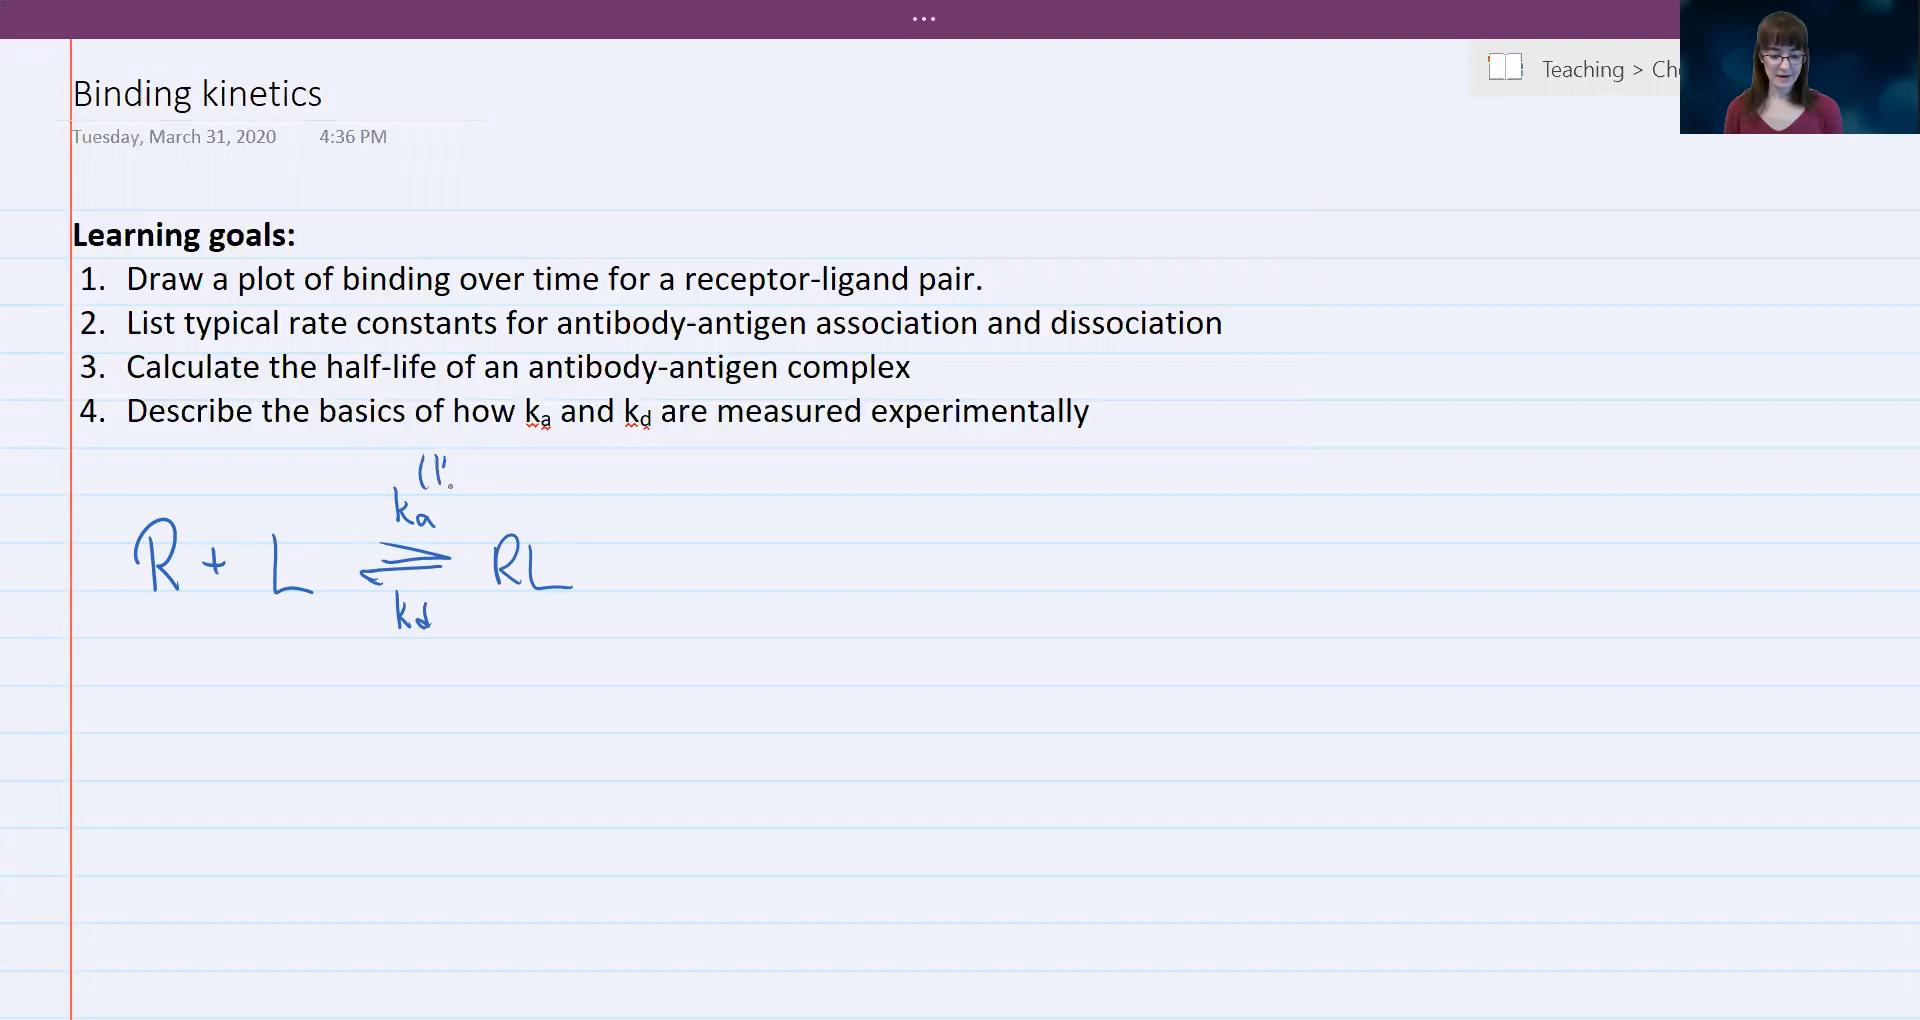 Teaching > Ch
Binding kinetics
Tuesday, March 31, 2020 4:36 PM
Learning goals:
1. Draw a plot of binding over time for a receptor-ligand pair.
2. List typical rate constants for antibody-antigen association and dissociation
3. Calculate the half-life of an antibody-antigen complex
4. Describe the basics of how ka and kd are measured experimentally
ka
R + L ⇌ RL
kd